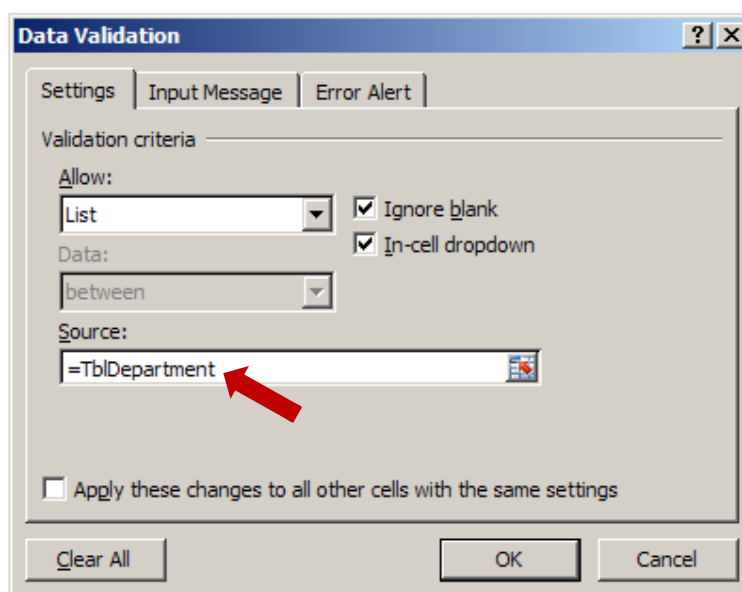 Data Validation
Settings Input Message Error Alert
Validation criteria
Allow:
List
Ignore blank
In-cell dropdown
Data:
between
Source:
=TblDepartment
Apply these changes to all other cells with the same settings
Clear All OK Cancel